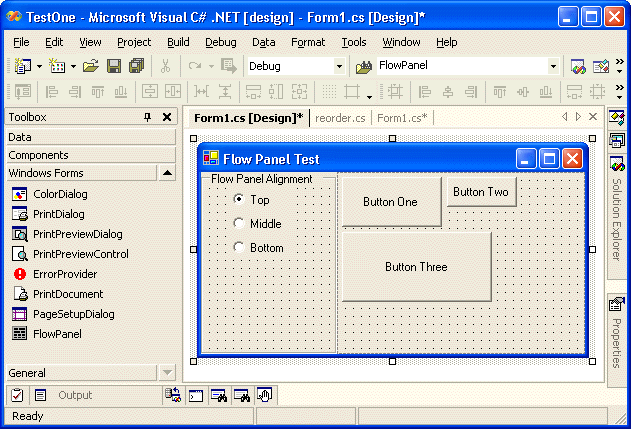 TestOne - Microsoft Visual C# .NET [design] - Form1.cs [Design]*
File Edit View Project Build Debug Data Format Tools Window Help
Debug FlowPanel
Toolbox
Form1.cs [Design]* reorder.cs Form1.cs*
Data
Components
Windows Forms
ColorDialog
PrintDialog
PrintPreviewDialog
PrintPreviewControl
ErrorProvider
PrintDocument
PageSetupDialog
FlowPanel
General
Flow Panel Test
Flow Panel Alignment
Top
Middle
Bottom
Button One
Button Two
Button Three
Solution Explorer
Properties
Output
Ready